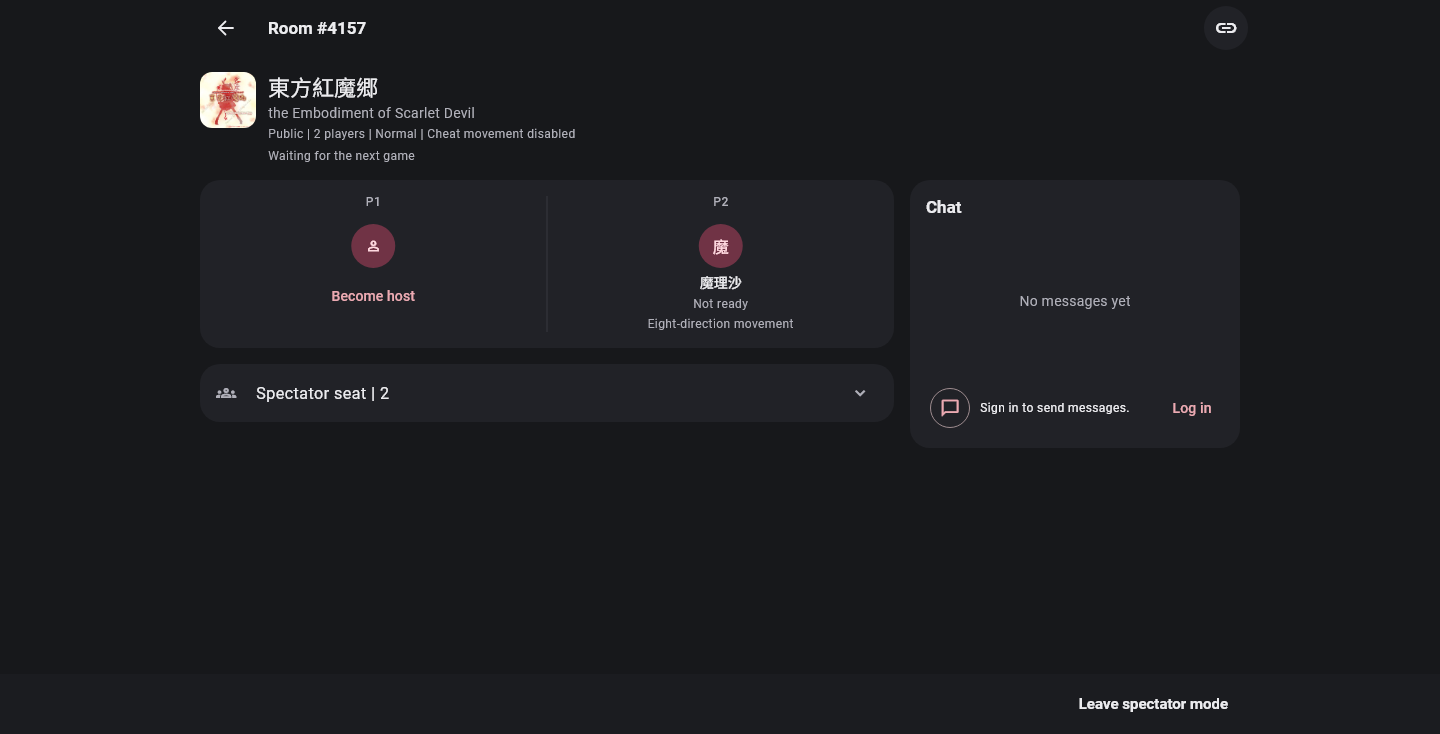 Room #4157
東方紅魔郷
the Embodiment of Scarlet Devil
Public | 2 players | Normal | Cheat movement disabled
Waiting for the next game
P1
Become host
P2
魔
魔理沙
Not ready
Eight-direction movement
Spectator seat | 2
Chat
No messages yet
Sign in to send messages.
Log in
Leave spectator mode